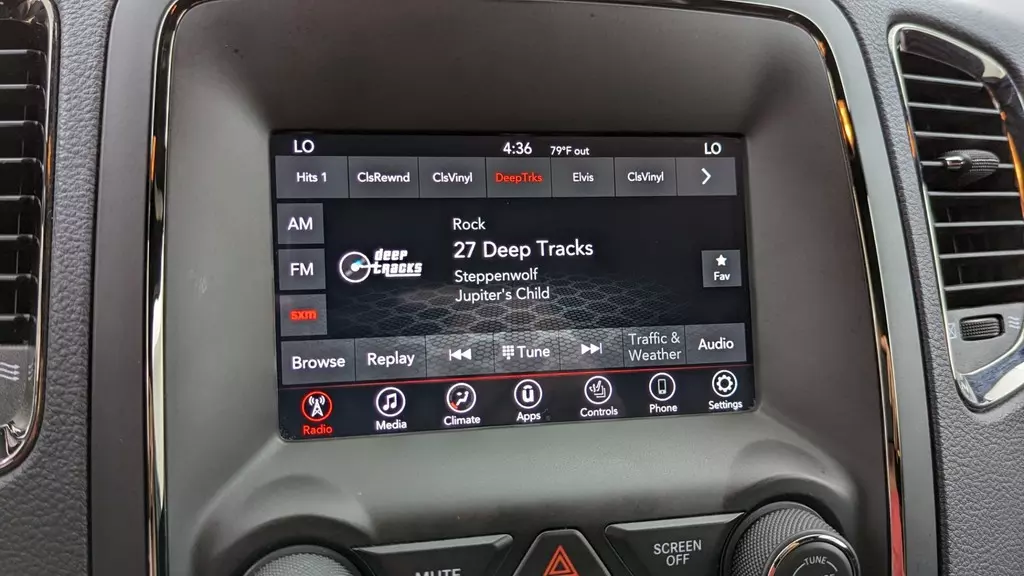 LO 4:36 79°F out LO
Hits 1 ClsRewnd ClsVinyl DeepTrks Elvis ClsVinyl
AM
FM
sxm
deep
tracks
Rock
27 Deep Tracks
Steppenwolf
Jupiter's Child
Fav
Browse Replay Tune Traffic &
Weather Audio
Radio Media Climate Apps Controls Phone Settings
MUTE
SCREEN
OFF
TUNE